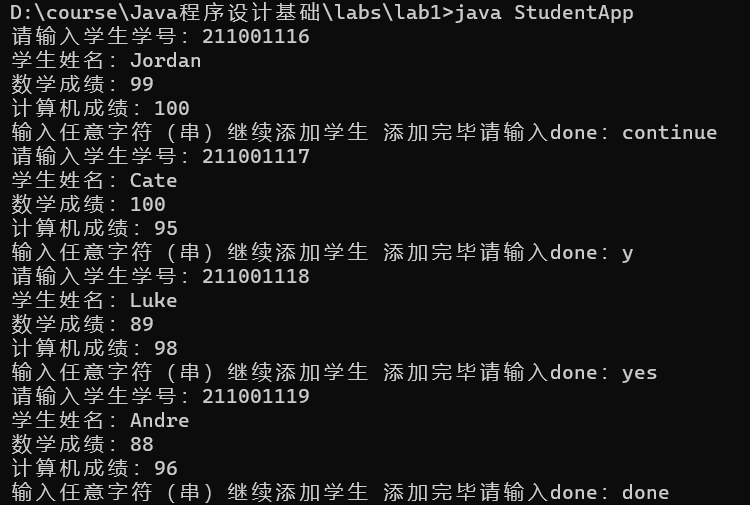 D:\course\Java程序设计基础\labs\lab1>java StudentApp
请输入学生学号：211001116
学生姓名：Jordan
数学成绩：99
计算机成绩：100
输入任意字符（串）继续添加学生 添加完毕请输入done：continue
请输入学生学号：211001117
学生姓名：Cate
数学成绩：100
计算机成绩：95
输入任意字符（串）继续添加学生 添加完毕请输入done：y
请输入学生学号：211001118
学生姓名：Luke
数学成绩：89
计算机成绩：98
输入任意字符（串）继续添加学生 添加完毕请输入done：yes
请输入学生学号：211001119
学生姓名：Andre
数学成绩：88
计算机成绩：96
输入任意字符（串）继续添加学生 添加完毕请输入done：done